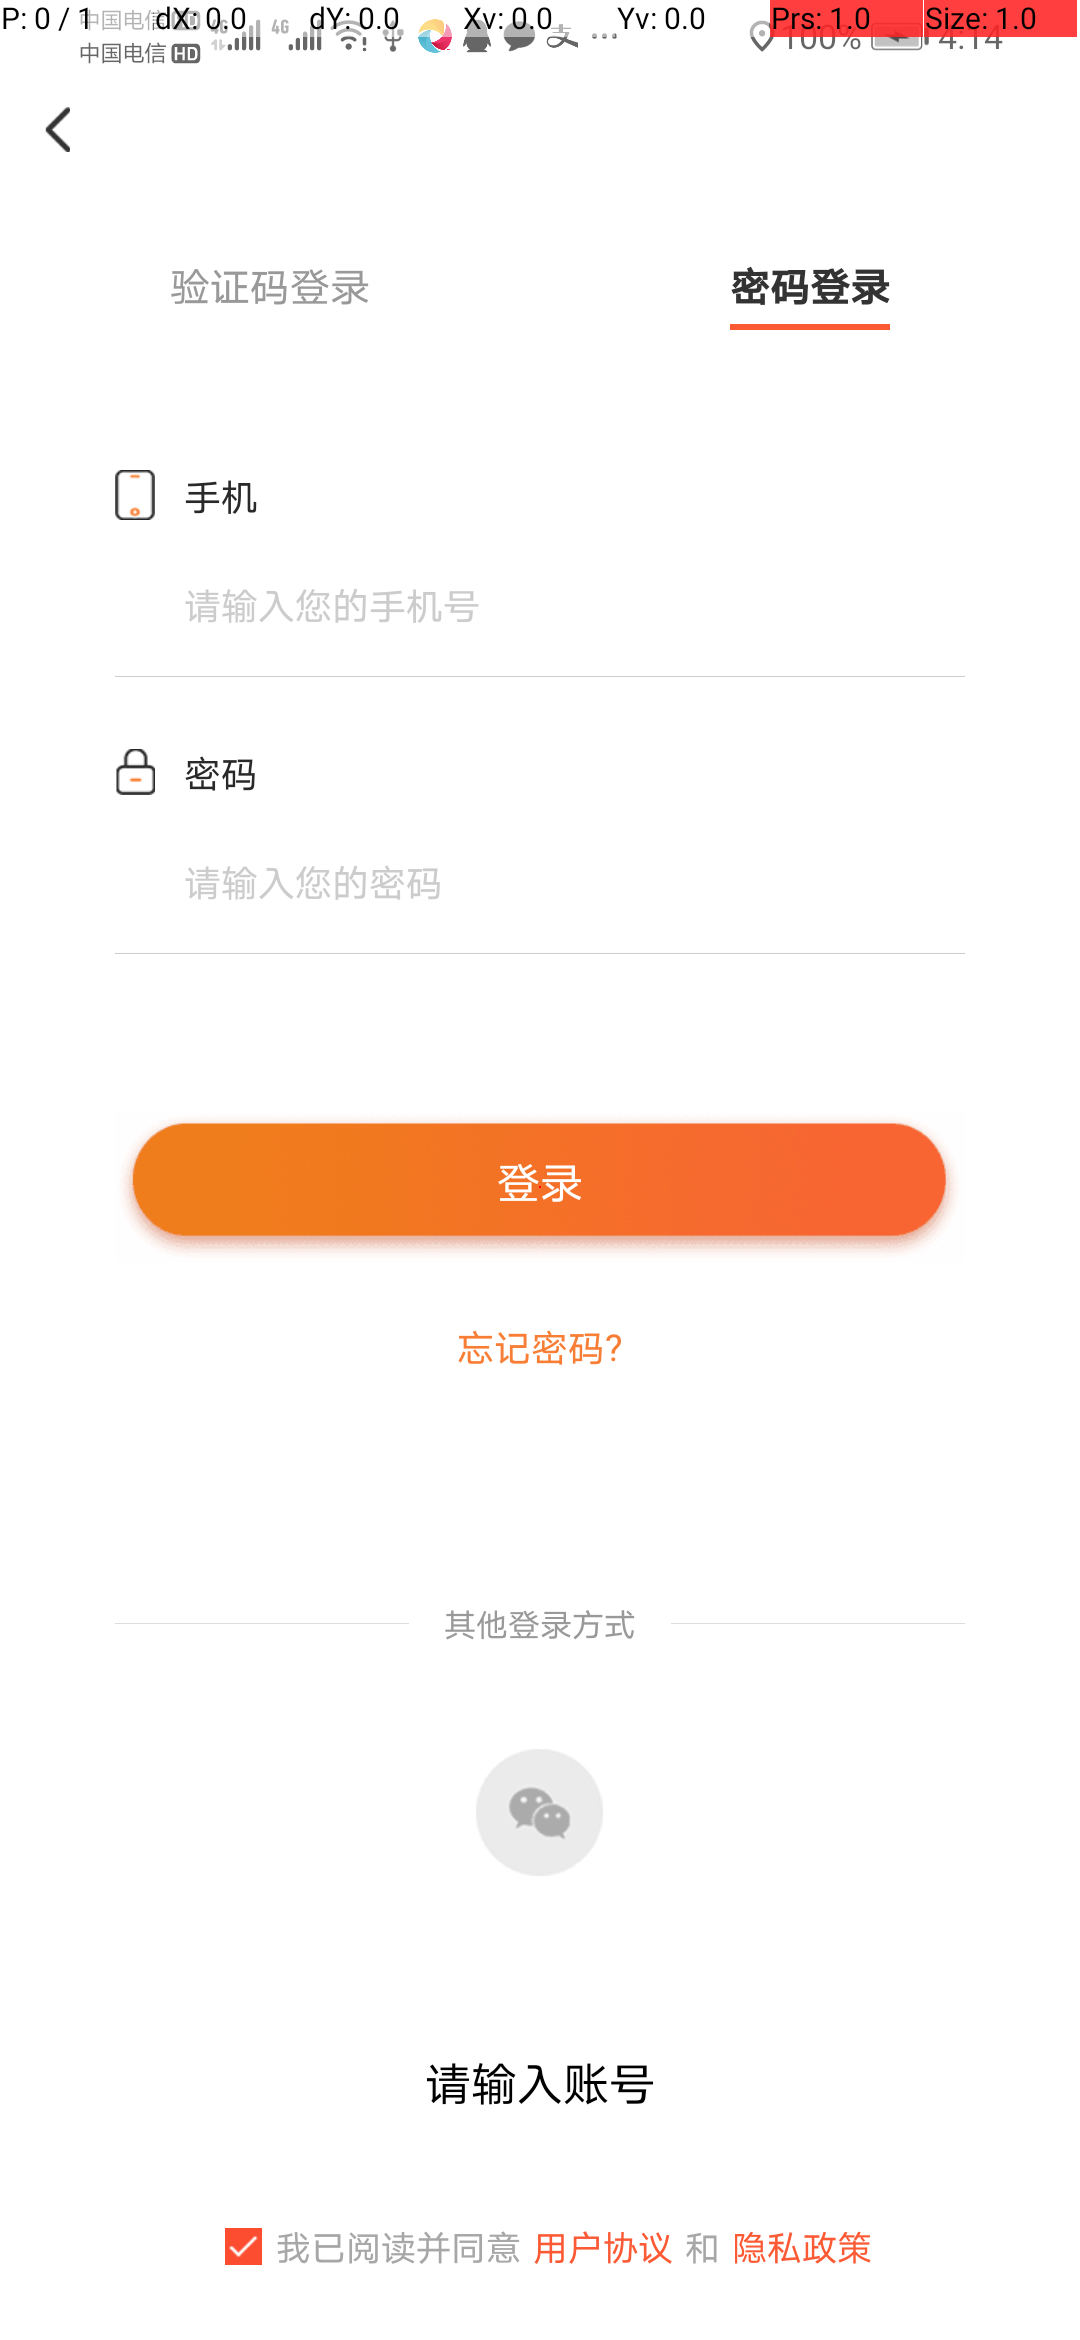 P: 0 / 1 dX: 0.0 dY: 0.0 Xv: 0.0 Yv: 0.0 Prs: 1.0 Size: 1.0
中国电信 HD 4G 4G 100% 4:14
中国电信 HD
验证码登录 密码登录
手机
请输入您的手机号
密码
请输入您的密码
登录
忘记密码?
其他登录方式
请输入账号
我已阅读并同意 用户协议 和 隐私政策